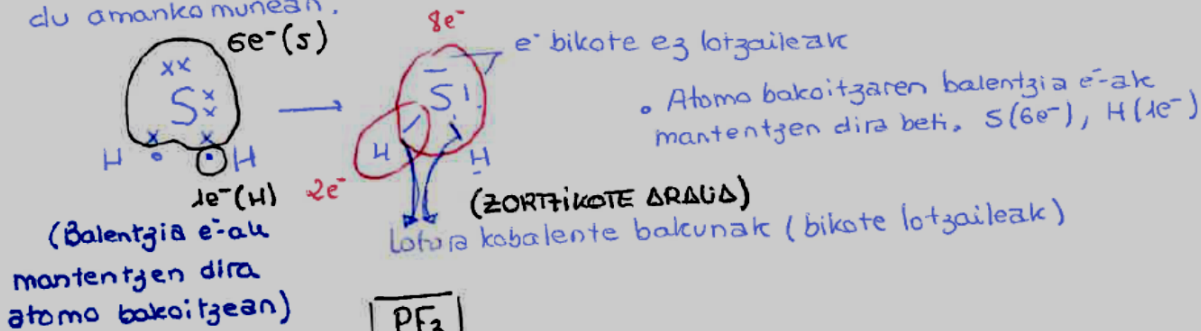 du amankomunean.
6e⁻(S)
8e⁻
xx
S x x
x x
H • • H
1e⁻(H)
2e⁻
S
H H
e⁻ bikote ez lotzaileak
• Atomo bakoitzaren balentzia e⁻-ak
mantentzen dira beti. S(6e⁻), H(1e⁻)
(ZORTZIKOTE ARAUA)
Lotura kobalente bakunak (bikote lotzaileak)
(Balentzia e⁻-ak
mantentzen dira
atomo bakoitzean)
PF₃